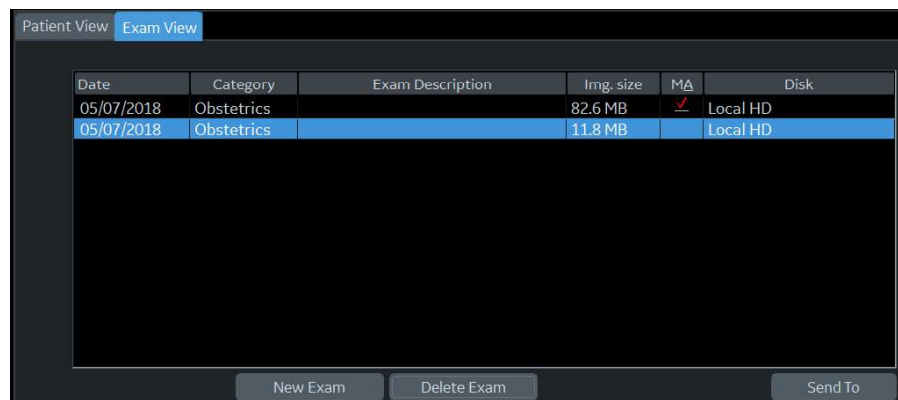 Patient View Exam View
Date Category Exam Description Img. size MA Disk
05/07/2018 Obstetrics 82.6 MB Local HD
05/07/2018 Obstetrics 11.8 MB Local HD
New Exam Delete Exam Send To